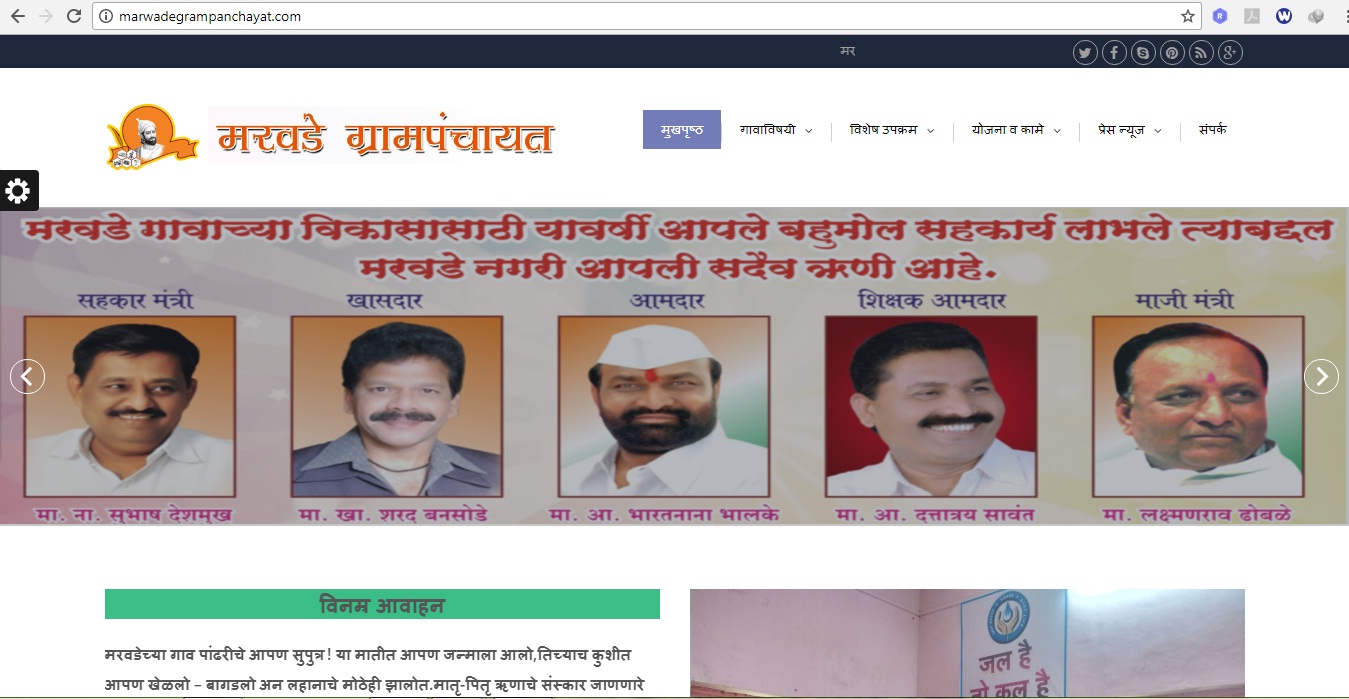 marwadegrampanchayat.com
मर
मरवडे ग्रामपंचायत
मुखपृष्ठ गावाविषयी विशेष उपक्रम योजना व कामे प्रेस न्यूज संपर्क
मरवडे गावाच्या विकासासाठी यावर्षी आपले बहुमोल सहकार्य लाभले त्याबद्दल
मरवडे नगरी आपली सदैव ऋणी आहे.
सहकार मंत्री खासदार आमदार शिक्षक आमदार माजी मंत्री
मा. ना. सुभाष देशमुख मा. खा. शरद बनसोडे मा. आ. भारतनाना भालके मा. आ. दत्तात्रय सावंत मा. लक्ष्मणराव ढोबळे
विनम्र आवाहन
मरवडेच्या गाव पांढरीचे आपण सुपुत्र ! या मातीत आपण जन्माला आलो,तिच्याच कुशीत
आपण खेळलो – बागडलो अन लहानाचे मोठेही झालोत.मातृ-पितृ ऋणाचे संस्कार जाणणारे
जल है
तो कल है